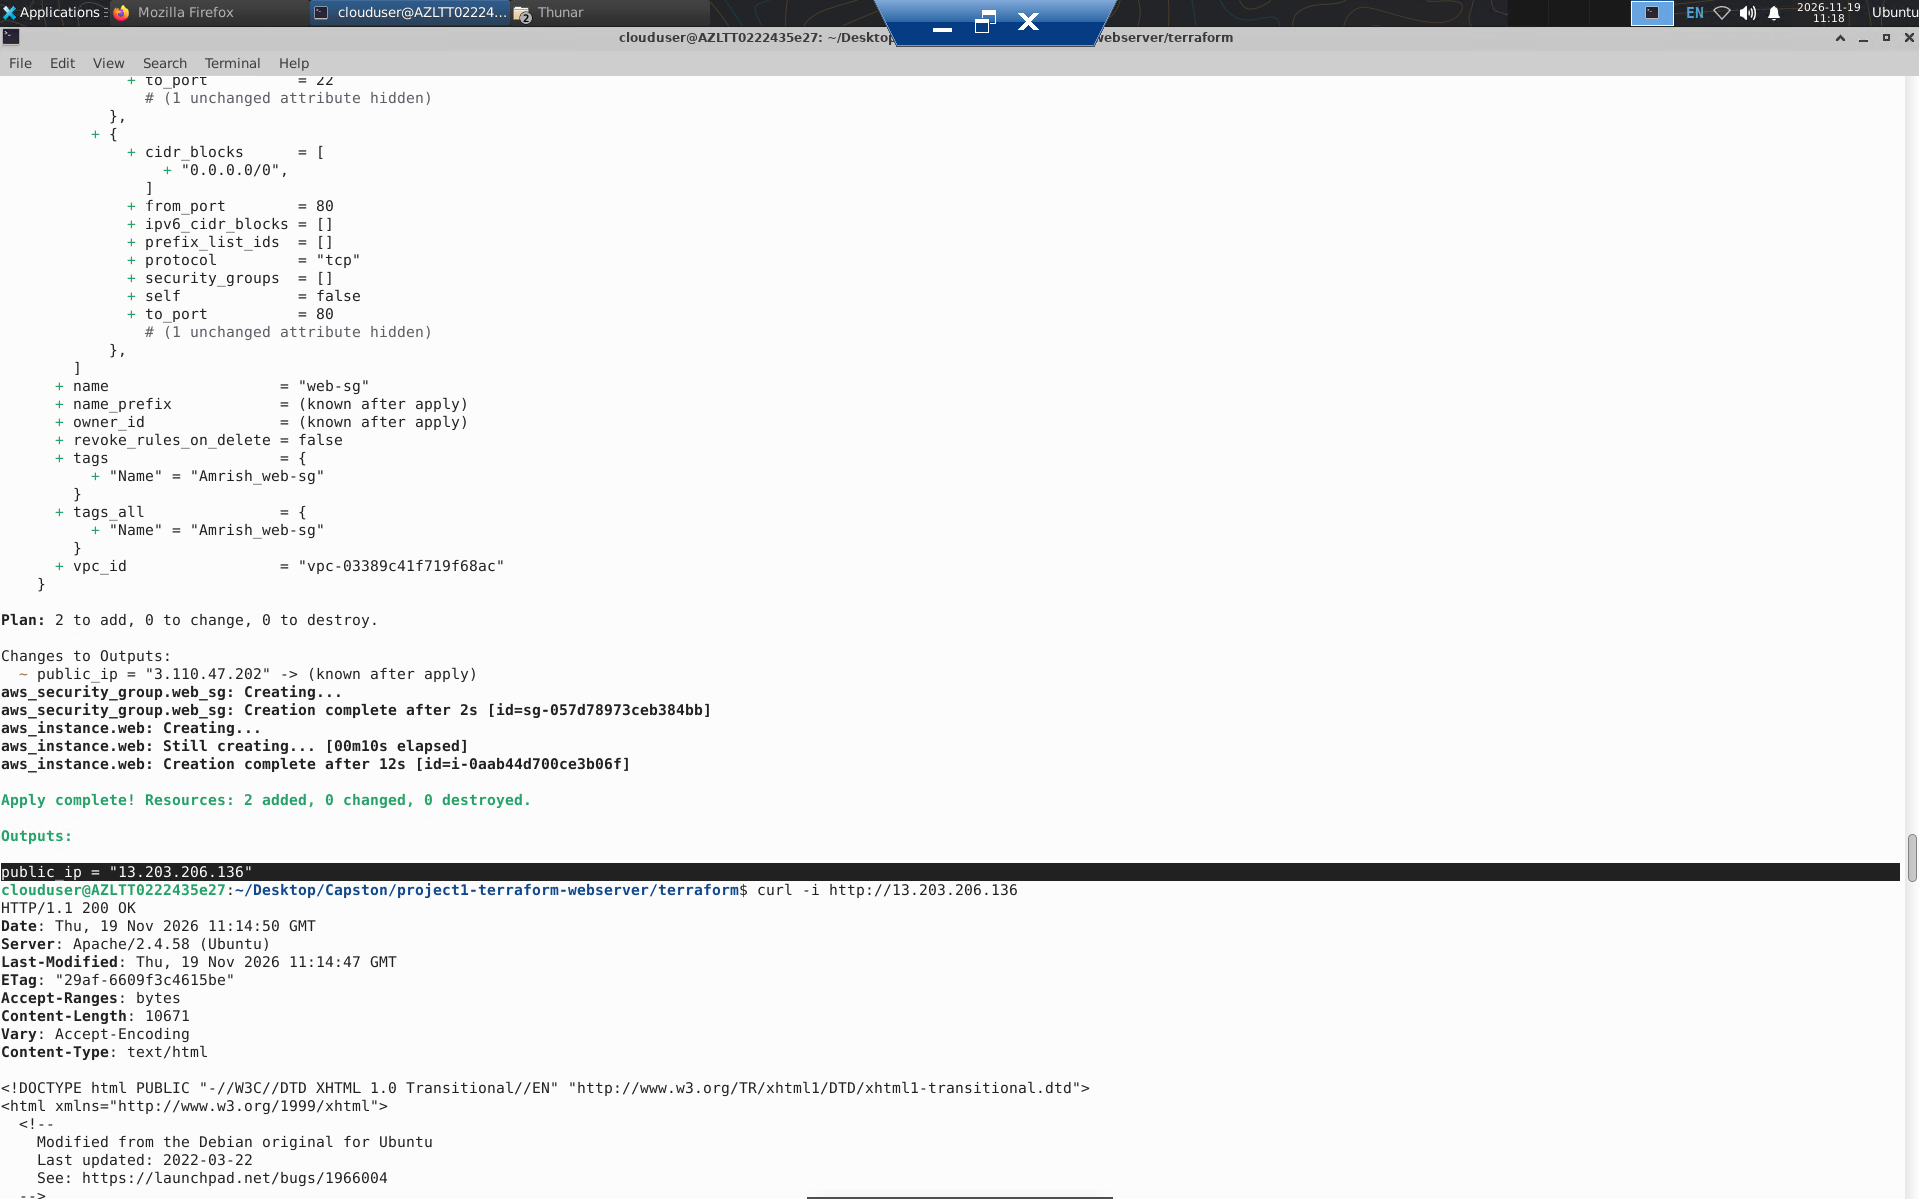 Applications
Mozilla Firefox
clouduser@AZLTT02224...
2
Thunar
EN
2026-11-19
11:18
Ubuntu
clouduser@AZLTT0222435e27: ~/Desktop
webserver/terraform
File Edit View Search Terminal Help
              + to_port          = 22
                # (1 unchanged attribute hidden)
            },
          + {
              + cidr_blocks      = [
                  + "0.0.0.0/0",
                ]
              + from_port        = 80
              + ipv6_cidr_blocks = []
              + prefix_list_ids  = []
              + protocol         = "tcp"
              + security_groups  = []
              + self             = false
              + to_port          = 80
                # (1 unchanged attribute hidden)
            },
        ]
      + name                   = "web-sg"
      + name_prefix            = (known after apply)
      + owner_id               = (known after apply)
      + revoke_rules_on_delete = false
      + tags                   = {
          + "Name" = "Amrish_web-sg"
        }
      + tags_all               = {
          + "Name" = "Amrish_web-sg"
        }
      + vpc_id                 = "vpc-03389c41f719f68ac"
    }
Plan: 2 to add, 0 to change, 0 to destroy.
Changes to Outputs:
  ~ public_ip = "3.110.47.202" -> (known after apply)
aws_security_group.web_sg: Creating...
aws_security_group.web_sg: Creation complete after 2s [id=sg-057d78973ceb384bb]
aws_instance.web: Creating...
aws_instance.web: Still creating... [00m10s elapsed]
aws_instance.web: Creation complete after 12s [id=i-0aab44d700ce3b06f]
Apply complete! Resources: 2 added, 0 changed, 0 destroyed.
Outputs:
public_ip = "13.203.206.136"
clouduser@AZLTT0222435e27:~/Desktop/Capston/project1-terraform-webserver/terraform$ curl -i http://13.203.206.136
HTTP/1.1 200 OK
Date: Thu, 19 Nov 2026 11:14:50 GMT
Server: Apache/2.4.58 (Ubuntu)
Last-Modified: Thu, 19 Nov 2026 11:14:47 GMT
ETag: "29af-6609f3c4615be"
Accept-Ranges: bytes
Content-Length: 10671
Vary: Accept-Encoding
Content-Type: text/html
<!DOCTYPE html PUBLIC "-//W3C//DTD XHTML 1.0 Transitional//EN" "http://www.w3.org/TR/xhtml1/DTD/xhtml1-transitional.dtd">
<html xmlns="http://www.w3.org/1999/xhtml">
  <!--
    Modified from the Debian original for Ubuntu
    Last updated: 2022-03-22
    See: https://launchpad.net/bugs/1966004
  -->